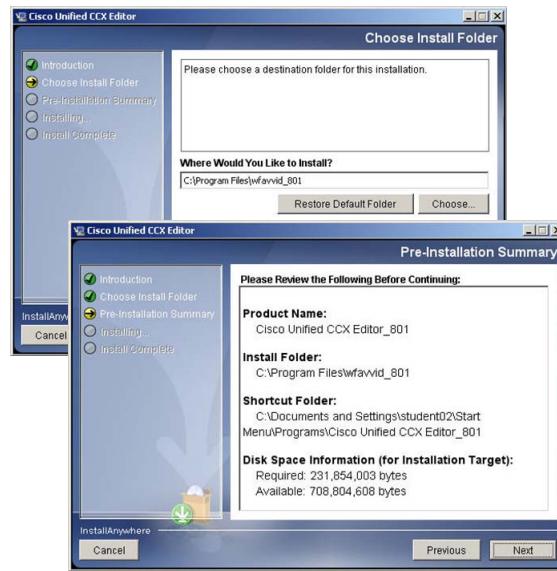 Cisco Unified CCX Editor
Choose Install Folder
Introduction
Choose Install Folder
Pre-Installation Summary
Installing...
Install Complete
Please choose a destination folder for this installation.
Where Would You Like to Install?
C:\Program Files\wfavvid_801
Restore Default Folder
Choose...
InstallAnyw
Cancel
Cisco Unified CCX Editor
Pre-Installation Summary
Introduction
Choose Install Folder
Pre-Installation Summary
Installing...
Install Complete
Please Review the Following Before Continuing:
Product Name:
Cisco Unified CCX Editor_801
Install Folder:
C:\Program Files\wfavvid_801
Shortcut Folder:
C:\Documents and Settings\student02\Start
Menu\Programs\Cisco Unified CCX Editor_801
Disk Space Information (for Installation Target):
Required: 231,854,003 bytes
Available: 708,804,608 bytes
InstallAnywhere
Cancel
Previous
Next